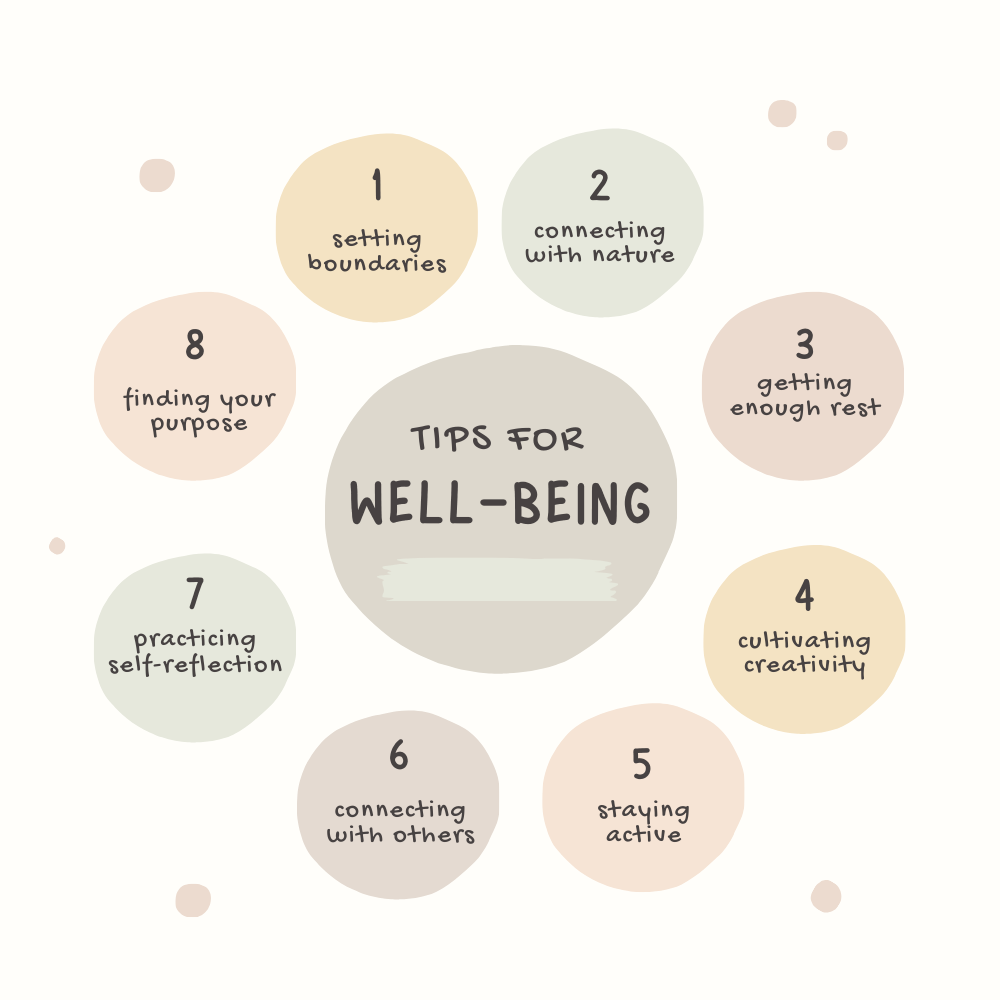 TIPS FOR
WELL-BEING
1
setting
boundaries
2
connecting
with nature
3
getting
enough rest
4
cultivating
creativity
5
staying
active
6
connecting
with others
7
practicing
self-reflection
8
finding your
purpose